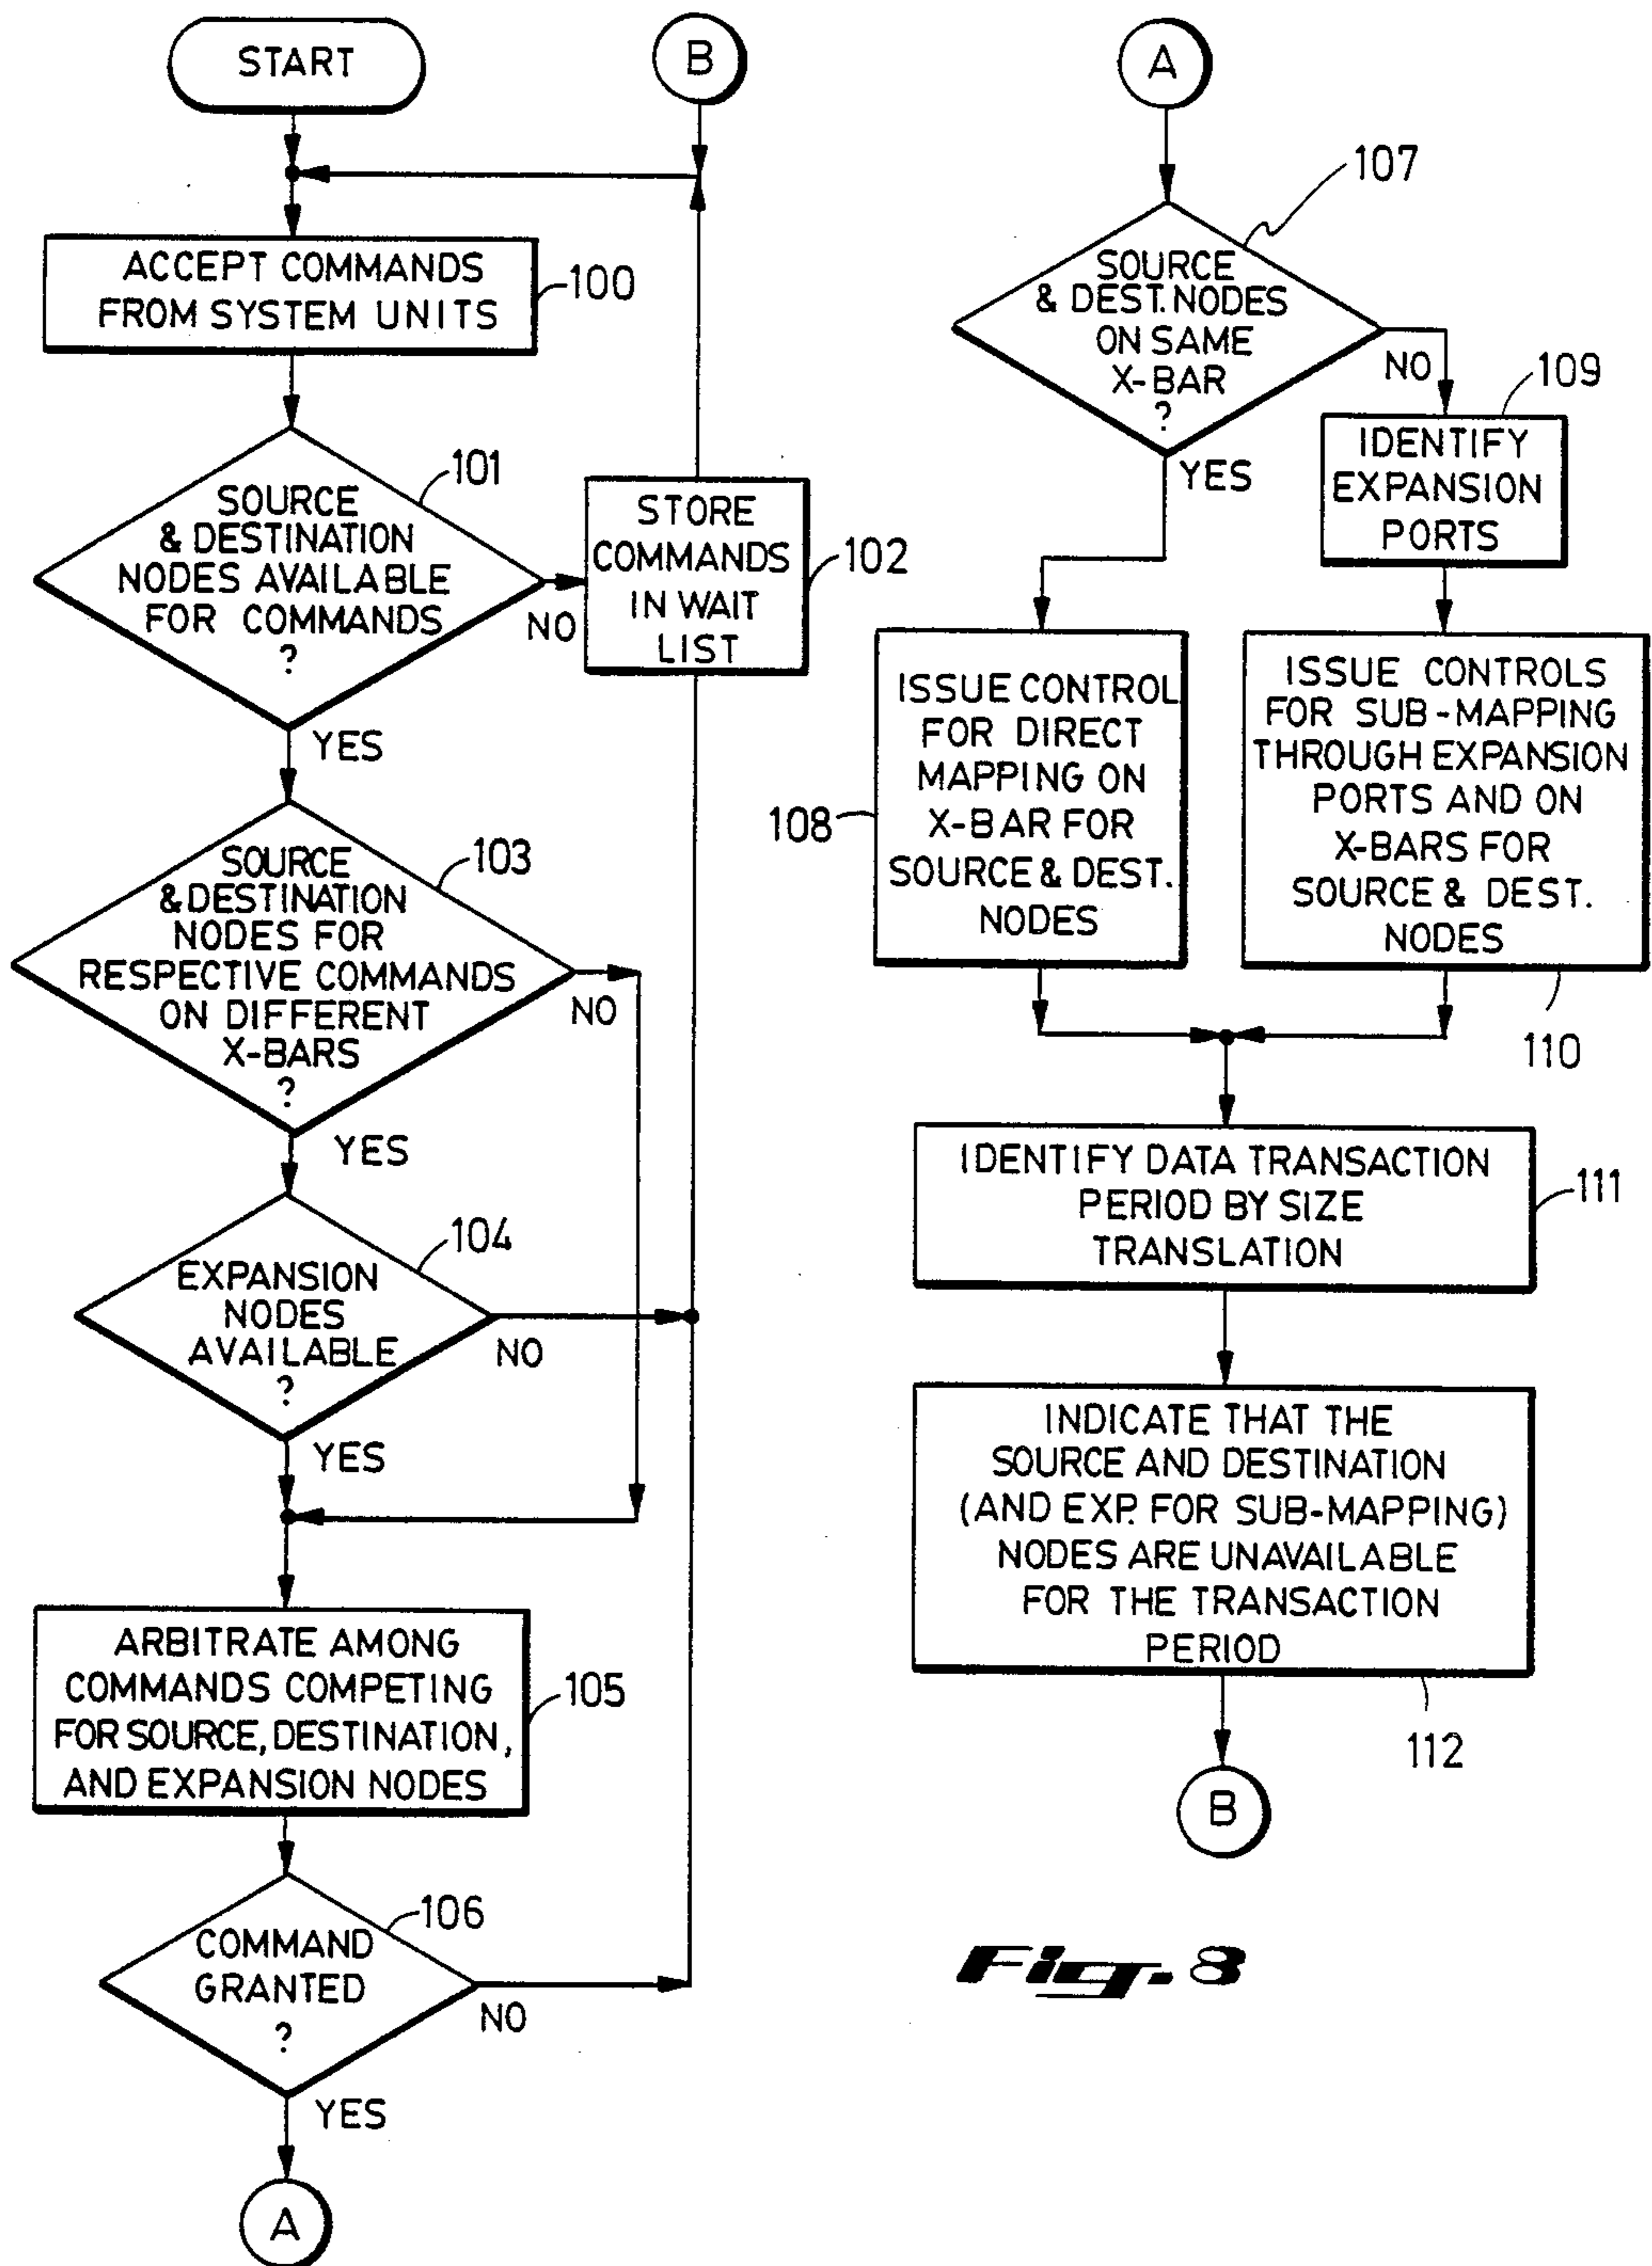 START
B
ACCEPT COMMANDS
FROM SYSTEM UNITS
100
SOURCE
& DESTINATION
NODES AVAILABLE
FOR COMMANDS
?
101
NO
YES
STORE
COMMANDS
IN WAIT
LIST
102
SOURCE
& DESTINATION
NODES FOR
RESPECTIVE COMMANDS
ON DIFFERENT
X-BARS
?
103
NO
YES
EXPANSION
NODES
AVAILABLE
?
104
NO
YES
ARBITRATE AMONG
COMMANDS COMPETING
FOR SOURCE, DESTINATION,
AND EXPANSION NODES
105
COMMAND
GRANTED
?
106
NO
YES
A
A
SOURCE
& DEST. NODES
ON SAME
X-BAR
?
107
NO
YES
IDENTIFY
EXPANSION
PORTS
109
ISSUE CONTROL
FOR DIRECT
MAPPING ON
X-BAR FOR
SOURCE & DEST.
NODES
108
ISSUE CONTROLS
FOR SUB-MAPPING
THROUGH EXPANSION
PORTS AND ON
X-BARS FOR
SOURCE & DEST.
NODES
110
IDENTIFY DATA TRANSACTION
PERIOD BY SIZE
TRANSLATION
111
INDICATE THAT THE
SOURCE AND DESTINATION
(AND EXP. FOR SUB-MAPPING)
NODES ARE UNAVAILABLE
FOR THE TRANSACTION
PERIOD
112
B
Fig. 8